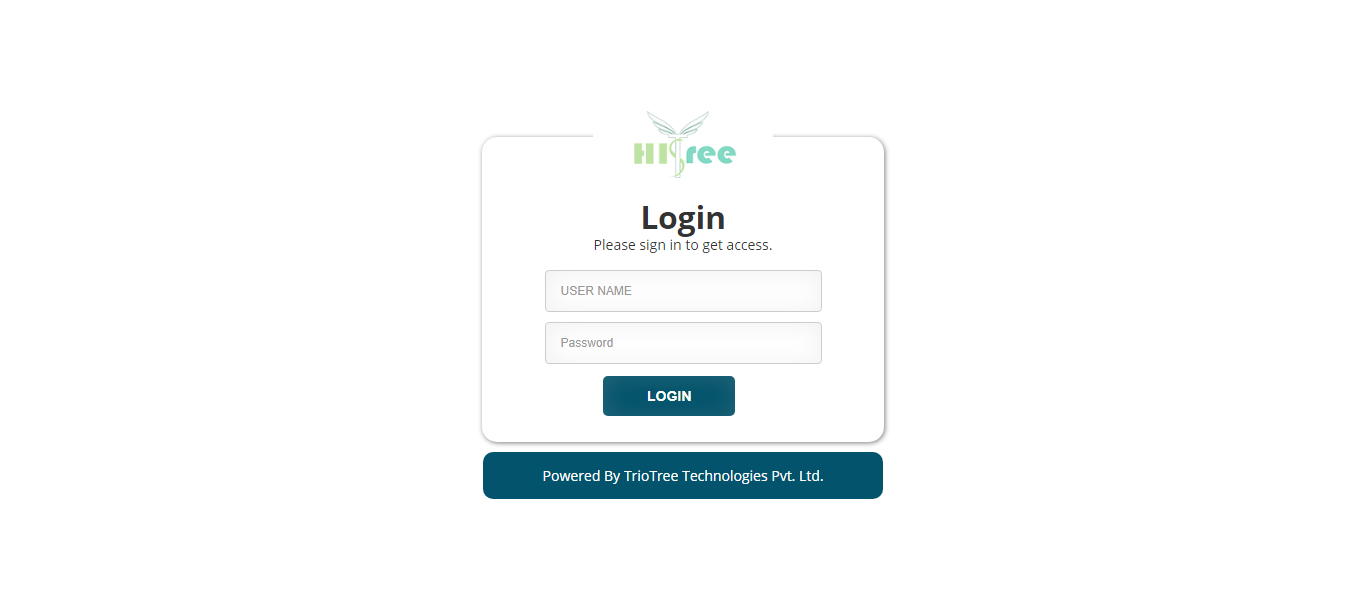 HITree
Login
Please sign in to get access.
USER NAME
Password
LOGIN
Powered By TrioTree Technologies Pvt. Ltd.